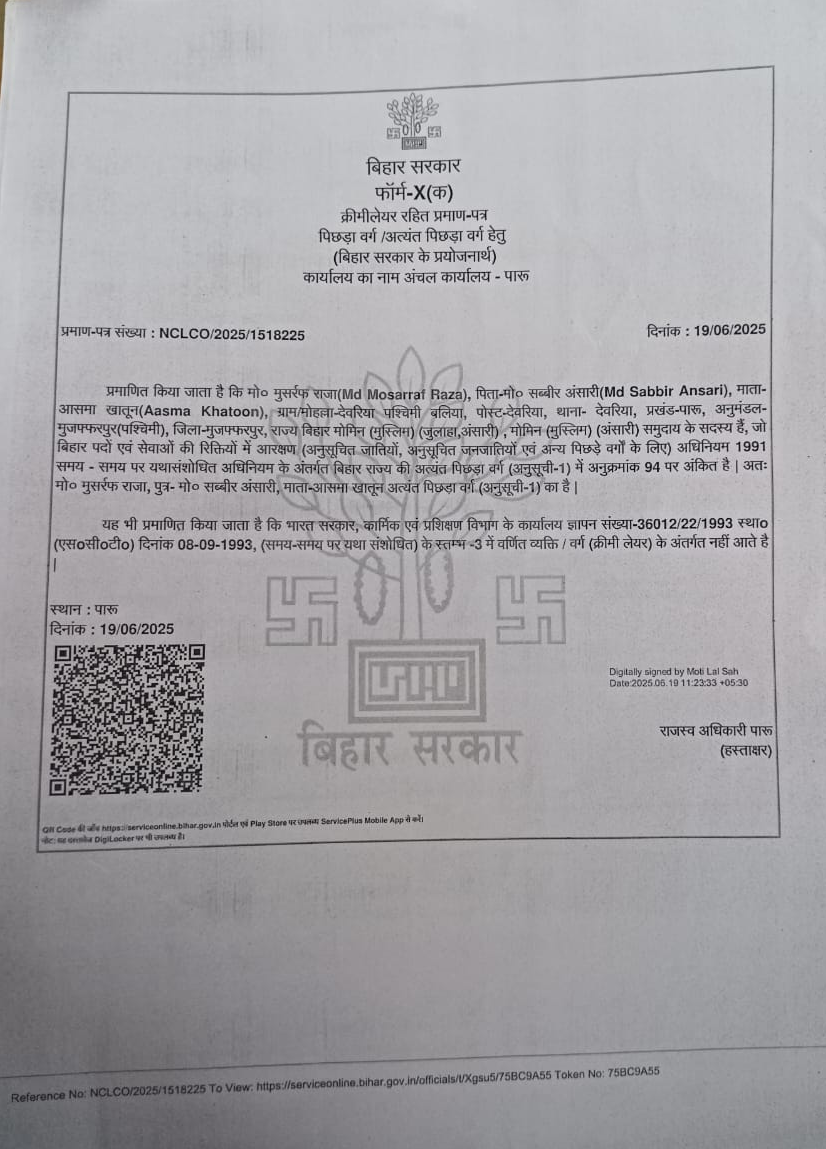 बिहार सरकार
फॉर्म-X(क)
क्रीमीलेयर रहित प्रमाण-पत्र
पिछड़ा वर्ग /अत्यंत पिछड़ा वर्ग हेतु
(बिहार सरकार के प्रयोजनार्थ)
कार्यालय का नाम अंचल कार्यालय - पारू
प्रमाण-पत्र संख्या : NCLCO/2025/1518225 दिनांक : 19/06/2025
प्रमाणित किया जाता है कि मो० मुसर्रफ राजा(Md Mosarraf Raza), पिता-मो० सब्बीर अंसारी(Md Sabbir Ansari), माता-
आसमा खातून(Aasma Khatoon), ग्राम/मोहल्ला-देवरिया पश्चिमी बलिया, पोस्ट-देवरिया, थाना- देवरिया, प्रखंड-पारू, अनुमंडल-
मुजफ्फरपुर(पश्चिमी), जिला-मुजफ्फरपुर, राज्य बिहार मोमिन (मुस्लिम) (जुलाहा,अंसारी) , मोमिन (मुस्लिम) (अंसारी) समुदाय के सदस्य हैं, जो
बिहार पदों एवं सेवाओं की रिक्तियों में आरक्षण (अनुसूचित जातियों, अनुसूचित जनजातियों एवं अन्य पिछड़े वर्गों के लिए) अधिनियम 1991
समय - समय पर यथासंशोधित अधिनियम के अंतर्गत बिहार राज्य की अत्यंत पिछड़ा वर्ग (अनुसूची-1) में अनुक्रमांक 94 पर अंकित है | अतः
मो० मुसर्रफ राजा, पुत्र- मो० सब्बीर अंसारी, माता-आसमा खातून अत्यंत पिछड़ा वर्ग (अनुसूची-1) का है |
यह भी प्रमाणित किया जाता है कि भारत सरकार, कार्मिक एवं प्रशिक्षण विभाग के कार्यालय ज्ञापन संख्या-36012/22/1993 स्था०
(एस०सी०टी०) दिनांक 08-09-1993, (समय-समय पर यथा संशोधित) के स्तम्भ -3 में वर्णित व्यक्ति / वर्ग (क्रीमी लेयर) के अंतर्गत नहीं आते है
|
स्थान : पारू
दिनांक : 19/06/2025
Digitally signed by Moti Lal Sah
Date:2025.06.19 11:23:33 +05:30
राजस्व अधिकारी पारू
(हस्ताक्षर)
बिहार सरकार
QR Code की जाँच https://serviceonline.bihar.gov.in पोर्टल एवं Play Store पर उपलब्ध ServicePlus Mobile App से करें।
नोट: यह दस्तावेज DigiLocker पर भी उपलब्ध है।
Reference No: NCLCO/2025/1518225 To View: https://serviceonline.bihar.gov.in/officials/t/Xgsu5/75BC9A55 Token No: 75BC9A55